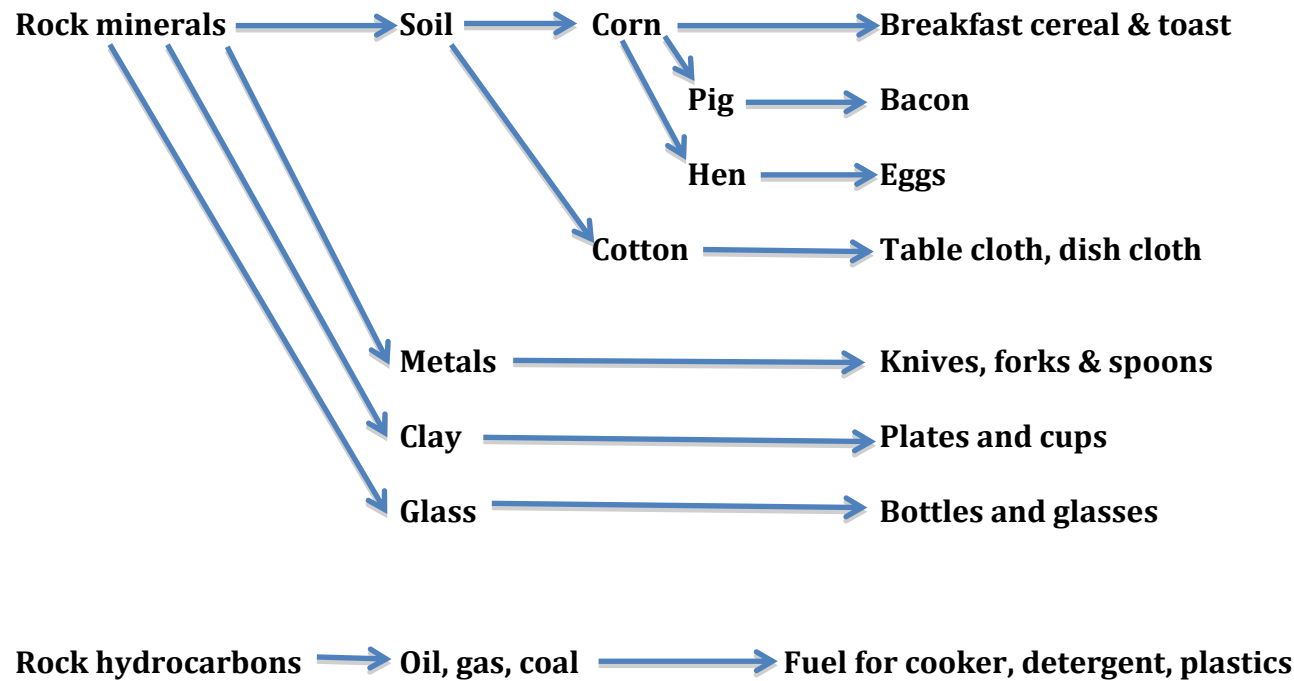 Rock minerals Soil Corn Breakfast cereal & toast
Pig Bacon
Hen Eggs
Cotton Table cloth, dish cloth
Metals Knives, forks & spoons
Clay Plates and cups
Glass Bottles and glasses
Rock hydrocarbons Oil, gas, coal Fuel for cooker, detergent, plastics